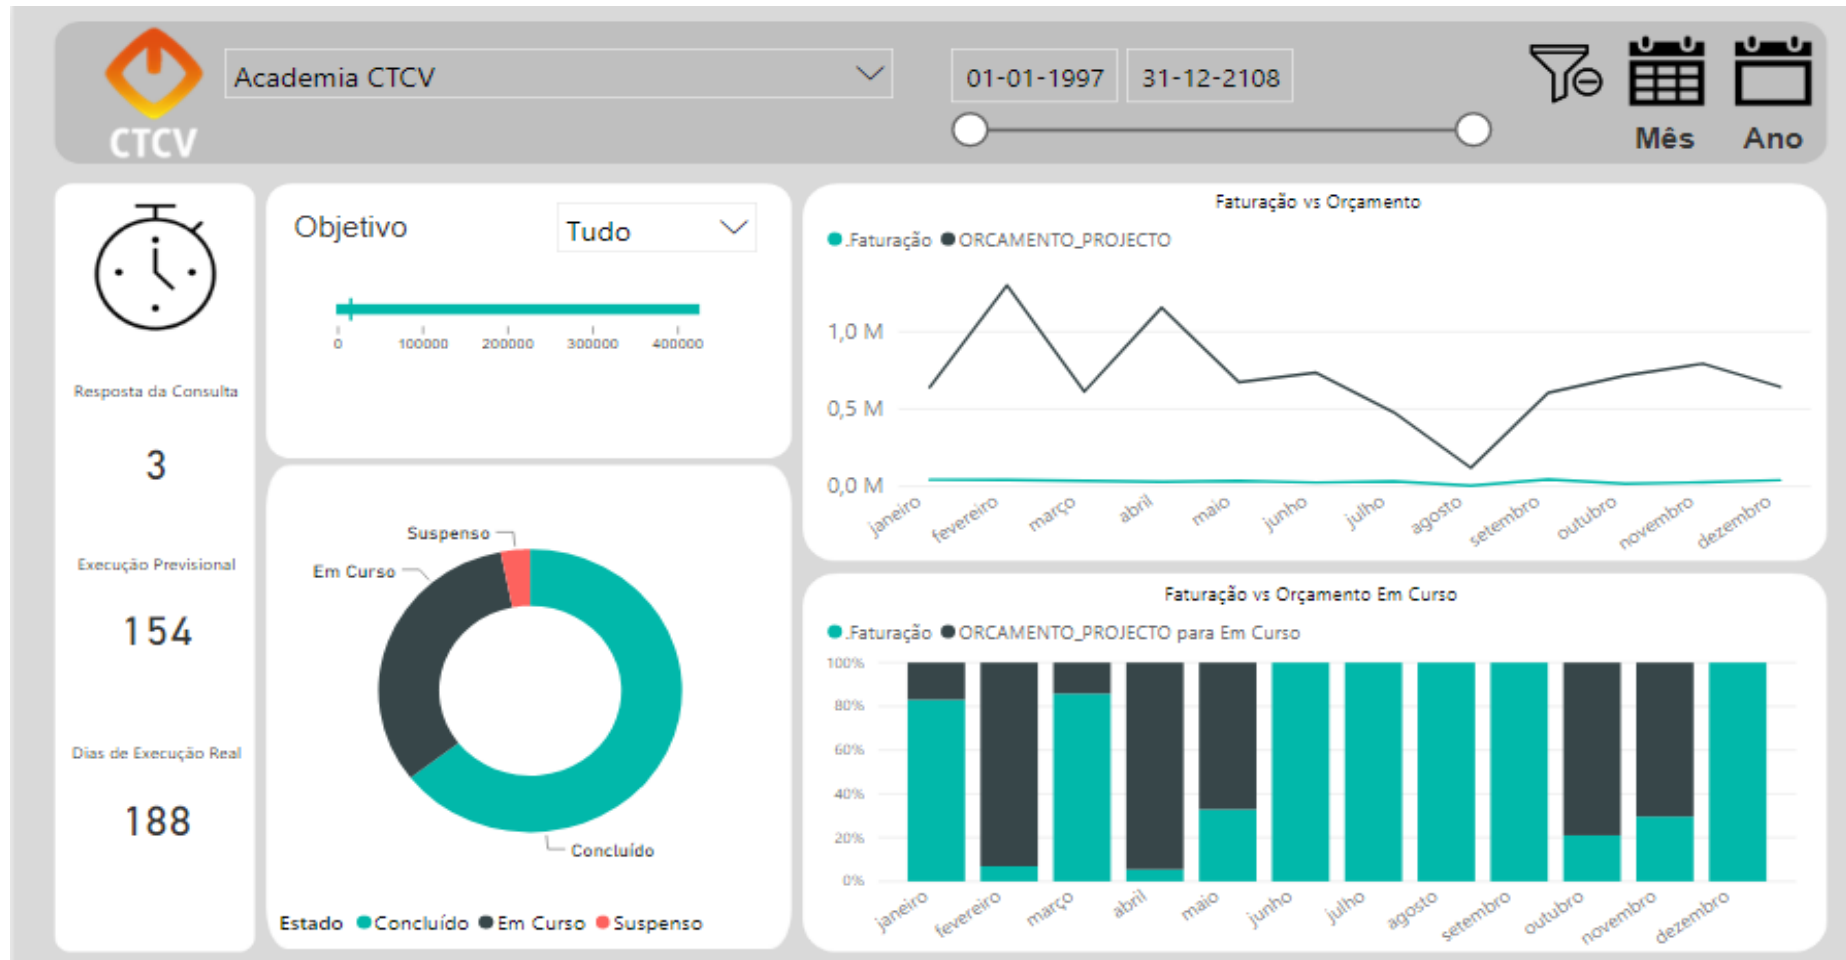 CTCV
Academia CTCV
01-01-1997
31-12-2108
Mês
Ano
Resposta da Consulta
3
Execução Previsional
154
Dias de Execução Real
188
Objetivo
Tudo
0 100000 200000 300000 400000
Suspenso
Em Curso
Concluído
Estado Concluído Em Curso Suspenso
Faturação vs Orçamento
.Faturação ORCAMENTO_PROJECTO
1,0 M
0,5 M
0,0 M
janeiro fevereiro março abril maio junho julho agosto setembro outubro novembro dezembro
Faturação vs Orçamento Em Curso
.Faturação ORCAMENTO_PROJECTO para Em Curso
100%
80%
60%
40%
20%
0%
janeiro fevereiro março abril maio junho julho agosto setembro outubro novembro dezembro